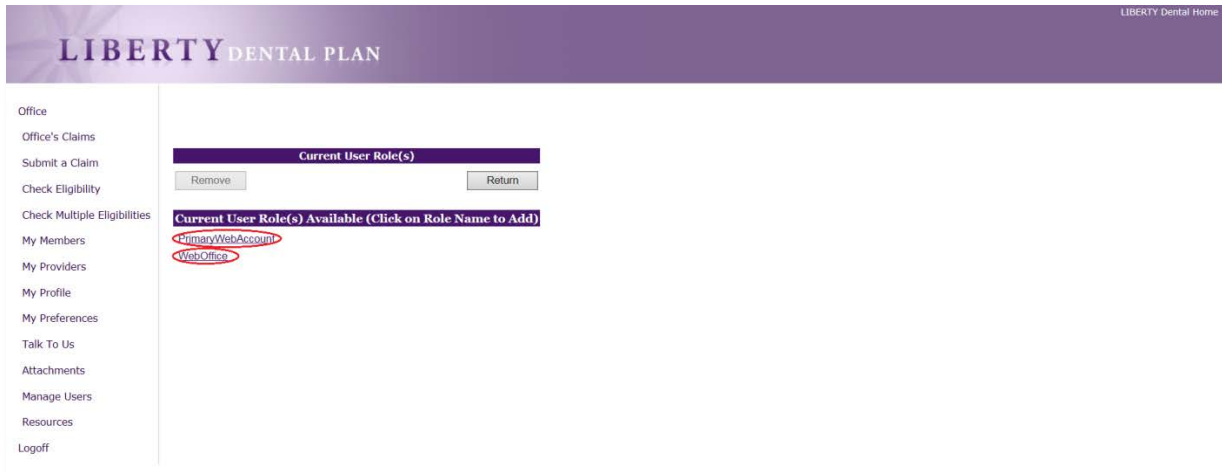 LIBERTY Dental Home
LIBERTY DENTAL PLAN
Office
Office's Claims
Submit a Claim
Check Eligibility
Check Multiple Eligibilities
My Members
My Providers
My Profile
My Preferences
Talk To Us
Attachments
Manage Users
Resources
Logoff
Current User Role(s)
Remove Return
Current User Role(s) Available (Click on Role Name to Add)
PrimaryWebAccount
WebOffice